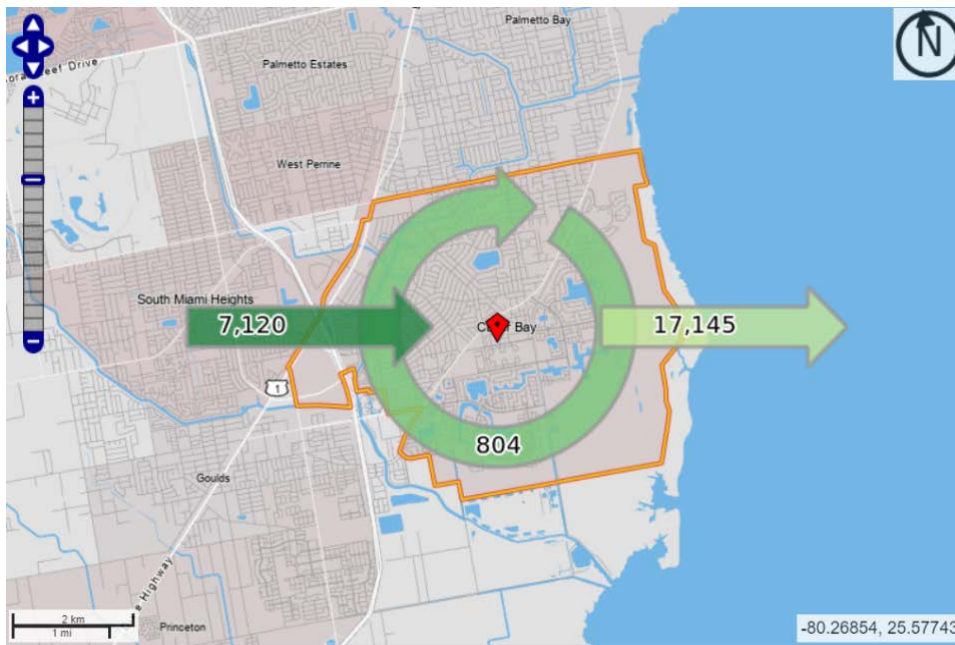 Palmetto Bay
N
Palmetto Estates
West Perrine
South Miami Heights
7,120
17,145
1
804
Goulds
Highway
2 km
1 mi
Princeton
-80.26854, 25.57743